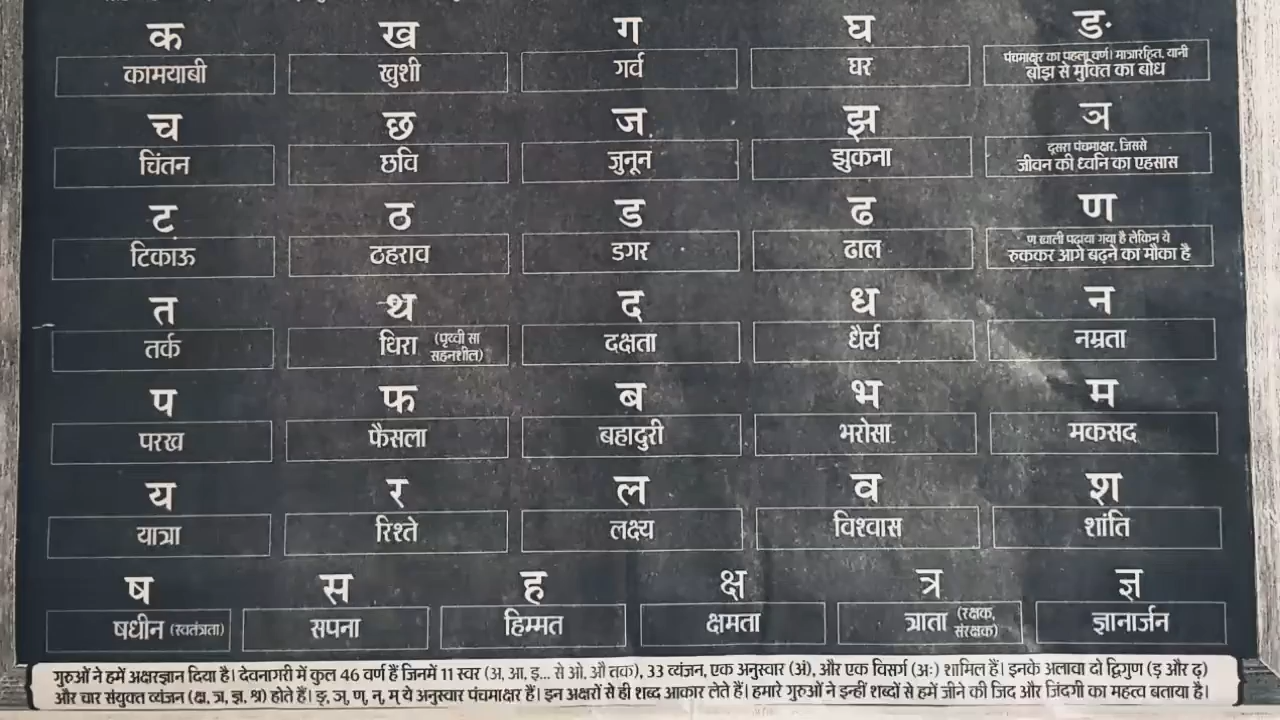 क ख ग घ ङ
कामयाबी खुशी गर्व घर पंचमाक्षर का पहला वर्ण। मात्रारहित, यानी
बोझ से मुक्ति का बोध
च छ ज झ ञ
चिंतन छवि जुनून झुकना दूसरा पंचमाक्षर, जिससे
जीवन की ध्वनि का एहसास
ट ठ ड ढ ण
टिकाऊ ठहराव डगर ढाल ण खाली पढ़ाया गया है लेकिन ये
रुककर आगे बढ़ने का मौका है
त थ द ध न
तर्क थिरा (पृथ्वी सा दक्षता धैर्य नम्रता
सहनशील)
प फ ब भ म
परख फैसला बहादुरी भरोसा मकसद
य र ल व श
यात्रा रिश्ते लक्ष्य विश्वास शांति
ष स ह क्ष त्र ज्ञ
षधीन (स्वतंत्रता) सपना हिम्मत क्षमता त्राता (रक्षक, ज्ञानार्जन
संरक्षक)
गुरुओं ने हमें अक्षरज्ञान दिया है। देवनागरी में कुल 46 वर्ण हैं जिनमें 11 स्वर (अ, आ, इ... से ओ, औ तक), 33 व्यंजन, एक अनुस्वार (अं), और एक विसर्ग (अः) शामिल हैं। इनके अलावा दो द्विगुण (ड़ और ढ़)
और चार संयुक्त व्यंजन (क्ष, त्र, ज्ञ, श्र) होते हैं। ङ्, ञ्, ण्, न्, म् ये अनुस्वार पंचमाक्षर हैं। इन अक्षरों से ही शब्द आकार लेते हैं। हमारे गुरुओं ने इन्हीं शब्दों से हमें जीने की जिद और जिंदगी का महत्व बताया है।